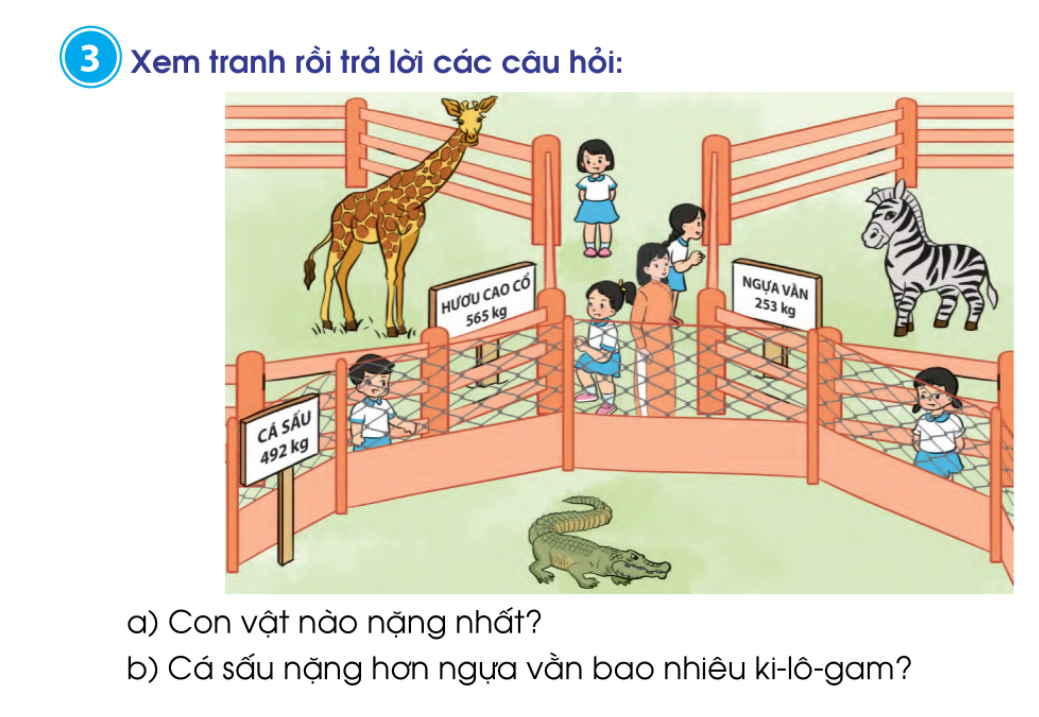 3 Xem tranh rồi trả lời các câu hỏi:
HƯƠU CAO CỔ
565 kg
NGỰA VẰN
253 kg
CÁ SẤU
492 kg
a) Con vật nào nặng nhất?
b) Cá sấu nặng hơn ngựa vằn bao nhiêu ki-lô-gam?